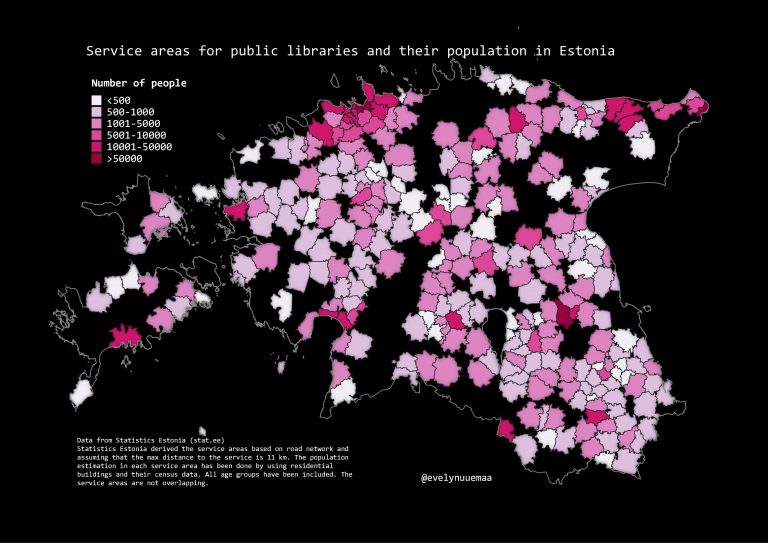 Service areas for public libraries and their population in Estonia
Number of people
<500
500-1000
1001-5000
5001-10000
10001-50000
>50000
Data from Statistics Estonia (stat.ee)
Statistics Estonia derived the service areas based on road network and
assuming that the max distance to the service is 11 km. The population
estimation in each service area has been done by using residential
buildings and their census data. All age groups have been included. The
service areas are not overlapping.
@evelynuuemaa